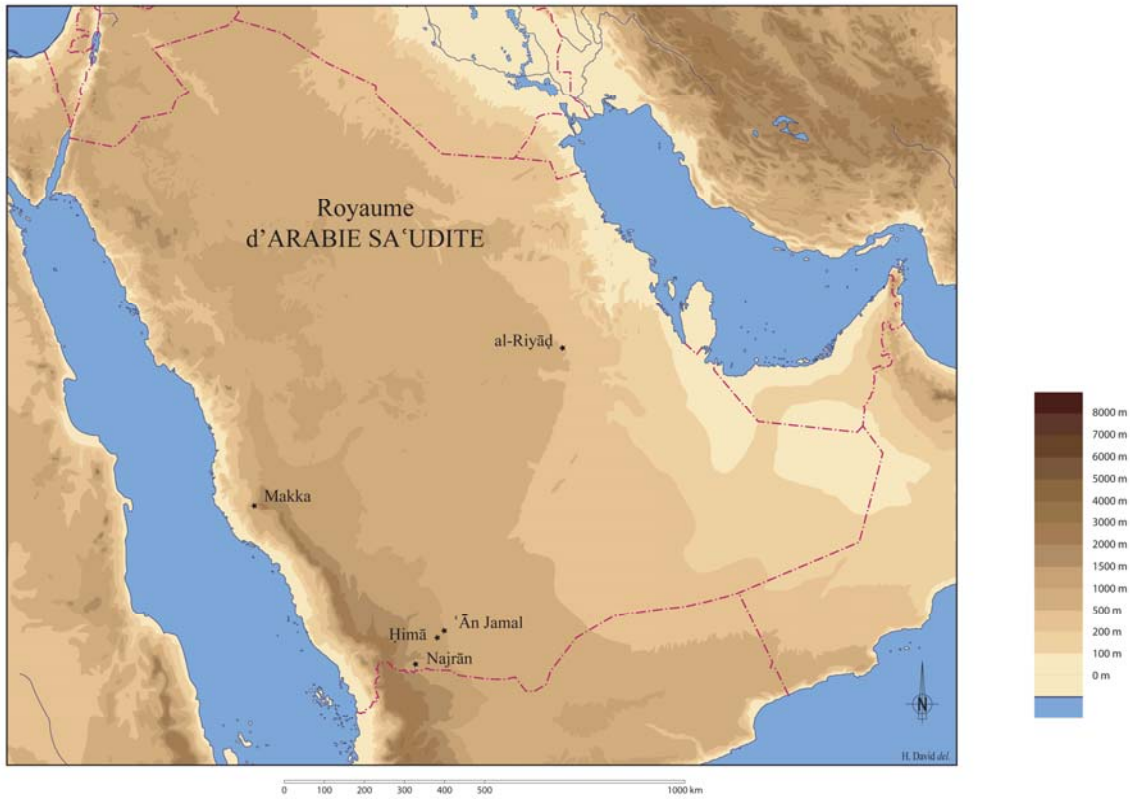 Royaume
d’ARABIE SAʿUDITE
al-Riyāḍ
Makka
ʿĀn Jamal
Ḥimā
Najrān
N
H. David del.
8000 m
7000 m
6000 m
5000 m
4000 m
3000 m
2000 m
1500 m
1000 m
500 m
200 m
100 m
0 m
0 100 200 300 400 500 1000 km